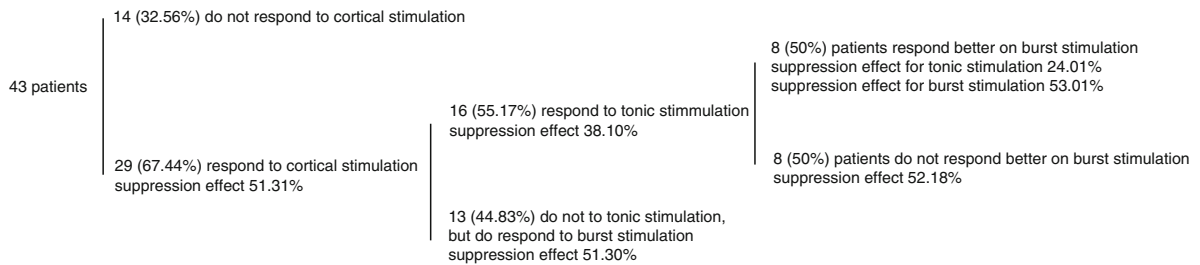 14 (32.56%) do not respond to cortical stimulation
43 patients
29 (67.44%) respond to cortical stimulation
suppression effect 51.31%
16 (55.17%) respond to tonic stimmulation
suppression effect 38.10%
13 (44.83%) do not to tonic stimulation,
but do respond to burst stimulation
suppression effect 51.30%
8 (50%) patients respond better on burst stimulation
suppression effect for tonic stimulation 24.01%
suppression effect for burst stimulation 53.01%
8 (50%) patients do not respond better on burst stimulation
suppression effect 52.18%